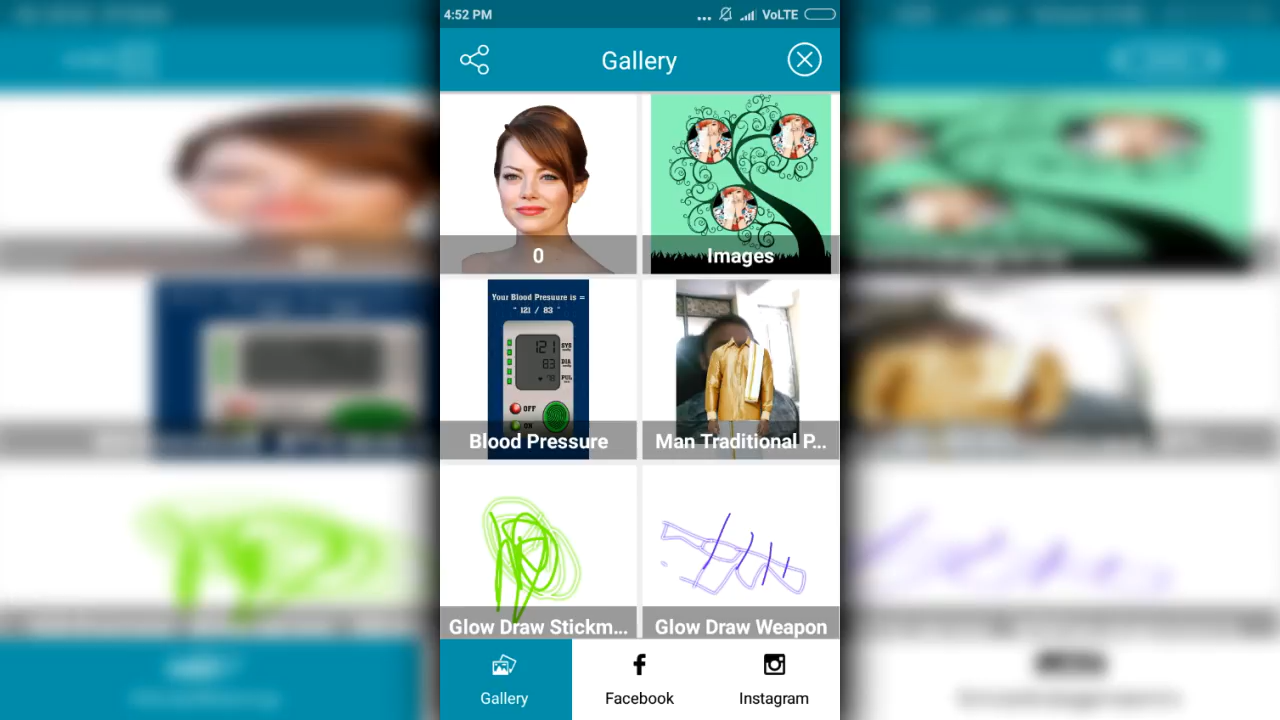 4:52 PM ... VoLTE
Gallery
0 Images
Your Blood Pressure is =
" 121 / 83 "
121 SYS
83 DIA
78 PUL
OFF
ON
Blood Pressure Man Traditional P...
Glow Draw Stickm... Glow Draw Weapon
Gallery Facebook Instagram